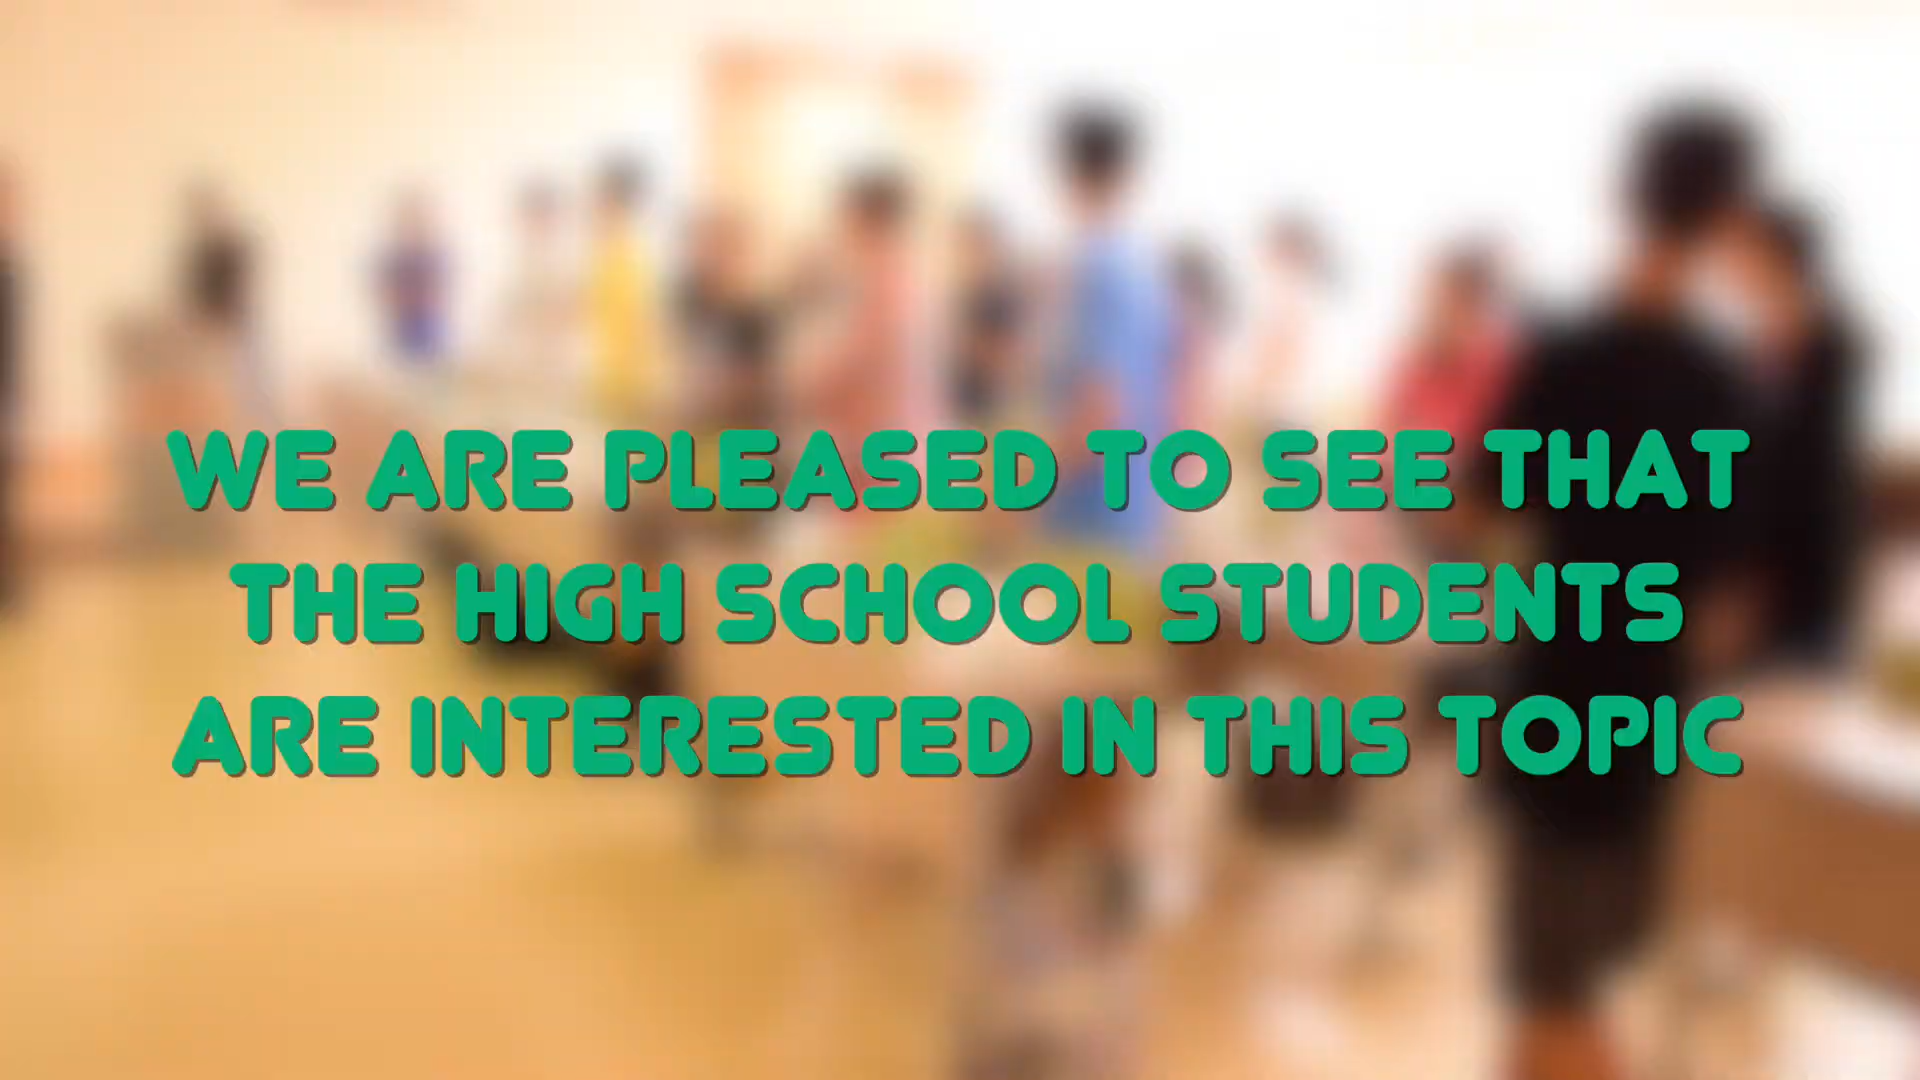 WE ARE PLEASED TO SEE THAT
THE HIGH SCHOOL STUDENTS
ARE INTERESTED IN THIS TOPIC